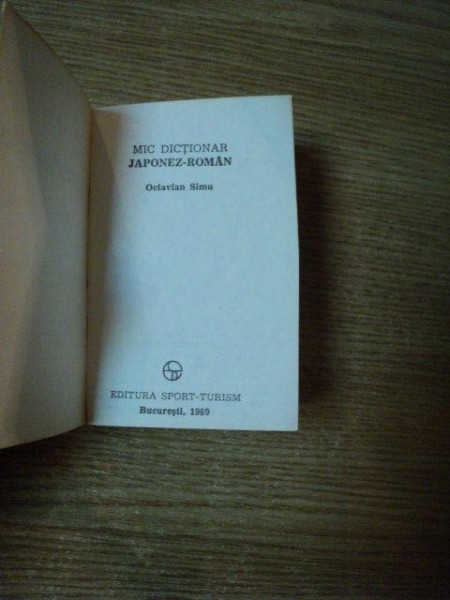 MIC DICȚIONAR
JAPONEZ-ROMÂN
Octavian Simu
EDITURA SPORT-TURISM
București, 1989